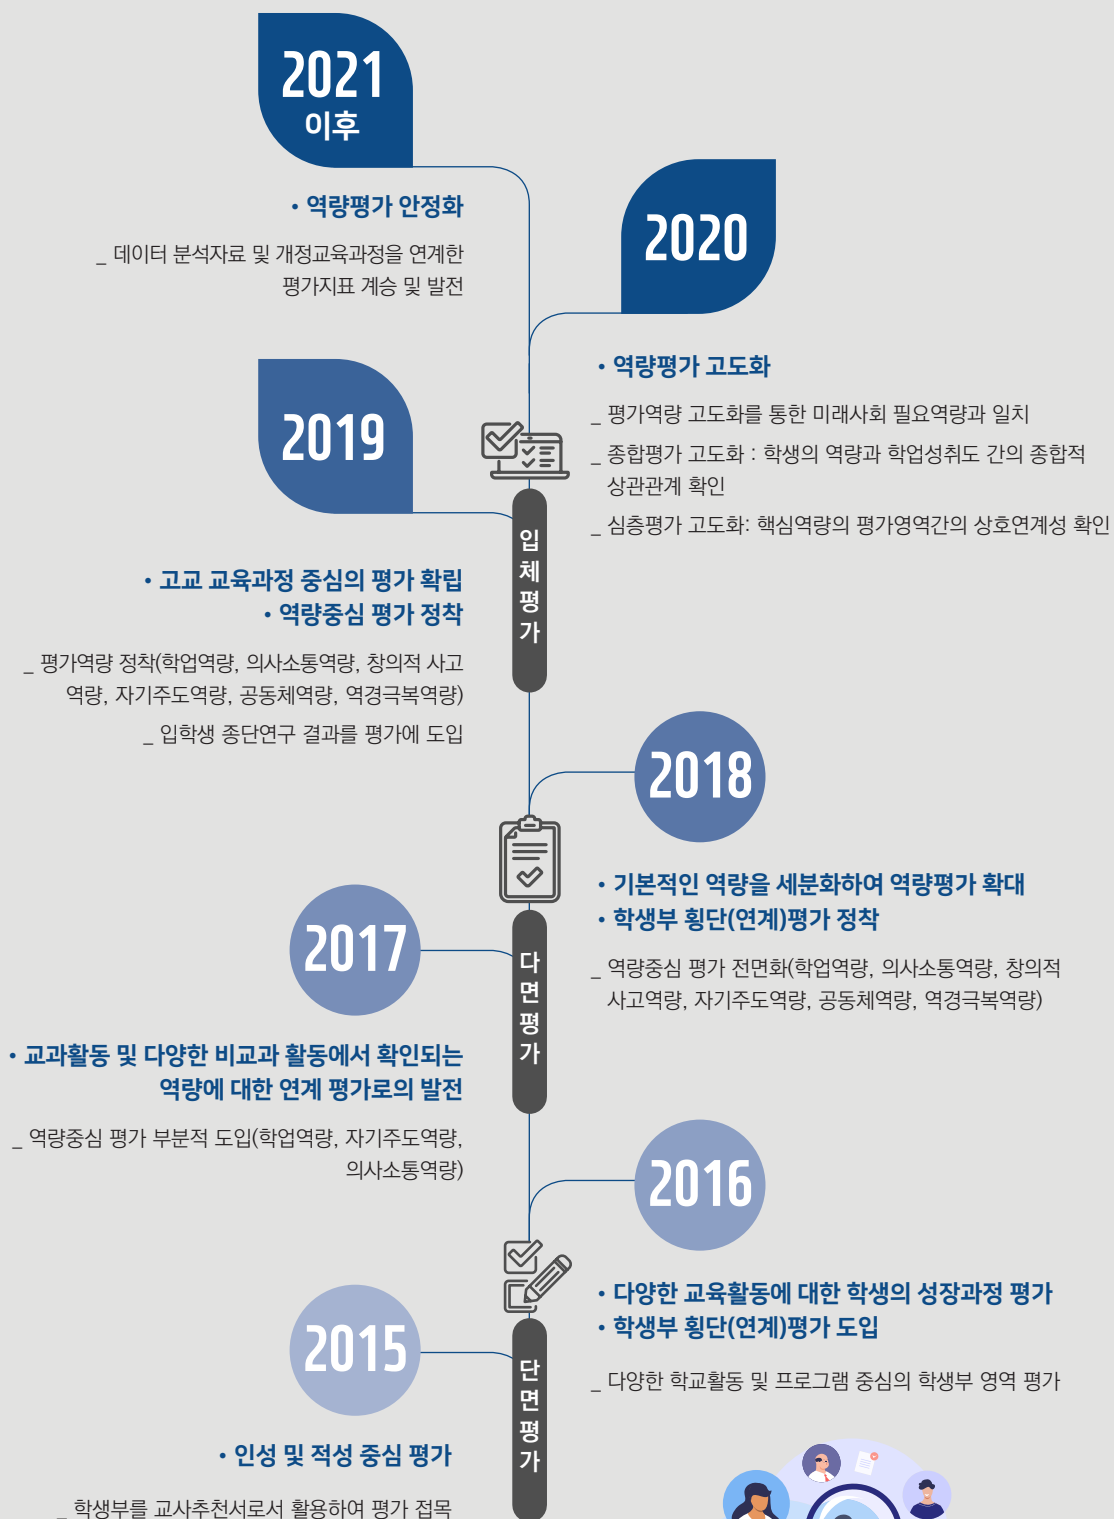 2021
이후
• 역량평가 안정화
_ 데이터 분석자료 및 개정교육과정을 연계한
평가지표 계승 및 발전
2020
• 역량평가 고도화
_ 평가역량 고도화를 통한 미래사회 필요역량과 일치
_ 종합평가 고도화 : 학생의 역량과 학업성취도 간의 종합적
상관관계 확인
_ 심층평가 고도화: 핵심역량의 평가영역간의 상호연계성 확인
2019
• 고교 교육과정 중심의 평가 확립
• 역량중심 평가 정착
_ 평가역량 정착(학업역량, 의사소통역량, 창의적 사고
역량, 자기주도역량, 공동체역량, 역경극복역량)
_ 입학생 종단연구 결과를 평가에 도입
입체평가
2018
• 기본적인 역량을 세분화하여 역량평가 확대
• 학생부 횡단(연계)평가 정착
_ 역량중심 평가 전면화(학업역량, 의사소통역량, 창의적
사고역량, 자기주도역량, 공동체역량, 역경극복역량)
2017
• 교과활동 및 다양한 비교과 활동에서 확인되는
역량에 대한 연계 평가로의 발전
_ 역량중심 평가 부분적 도입(학업역량, 자기주도역량,
의사소통역량)
다면평가
2016
• 다양한 교육활동에 대한 학생의 성장과정 평가
• 학생부 횡단(연계)평가 도입
_ 다양한 학교활동 및 프로그램 중심의 학생부 영역 평가
2015
• 인성 및 적성 중심 평가
_ 학생부를 교사추천서로서 활용하여 평가 접목
단면평가